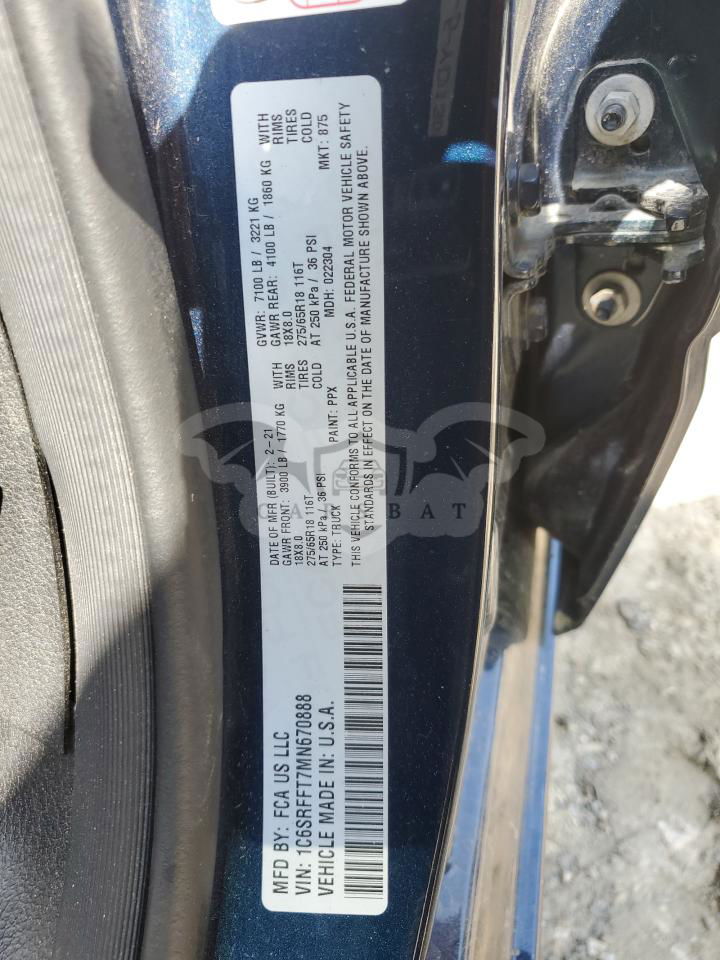 MFD BY: FCA US LLC
VIN: 1C6SRFFT7MN670888
VEHICLE MADE IN: U.S.A.
DATE OF MFR (BUILT): 2-21
GAWR FRONT: 3900 LB / 1770 KG WITH
18X8.0 RIMS
275/65R18 116T TIRES
AT 250 kPa / 36 PSI COLD
TYPE: TRUCK PAINT: PPX
GVWR: 7100 LB / 3221 KG
GAWR REAR: 4100 LB / 1860 KG WITH
18X8.0 RIMS
275/65R18 116T TIRES
AT 250 kPa / 36 PSI COLD
MDH: 022304 MKT: 875
THIS VEHICLE CONFORMS TO ALL APPLICABLE U.S.A. FEDERAL MOTOR VEHICLE SAFETY
STANDARDS IN EFFECT ON THE DATE OF MANUFACTURE SHOWN ABOVE.